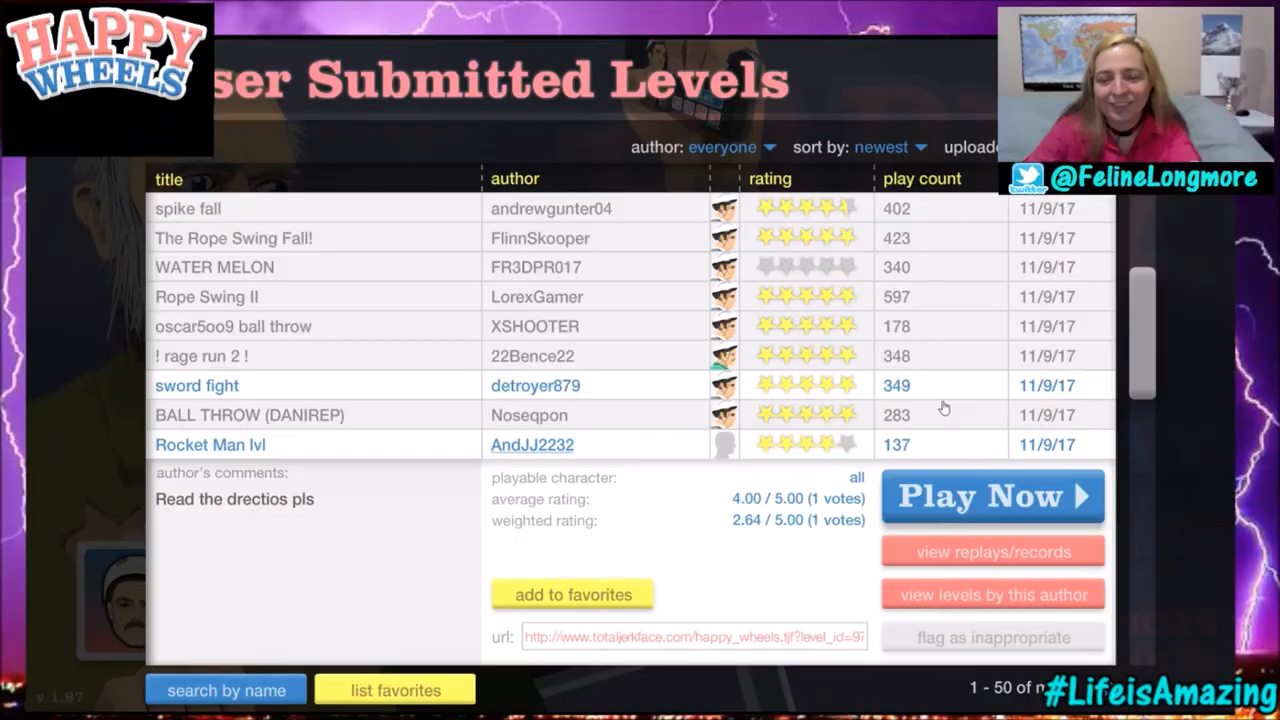 HAPPY
WHEELS
ser Submitted Levels
author: everyone sort by: newest uploade
@FelineLongmore
title author rating play count
spike fall andrewgunter04 402 11/9/17
The Rope Swing Fall! FlinnSkooper 423 11/9/17
WATER MELON FR3DPR017 340 11/9/17
Rope Swing II LorexGamer 597 11/9/17
oscar5oo9 ball throw XSHOOTER 178 11/9/17
! rage run 2 ! 22Bence22 348 11/9/17
sword fight detroyer879 349 11/9/17
BALL THROW (DANIREP) Noseqpon 283 11/9/17
Rocket Man lvl AndJJ2232 137 11/9/17
author's comments:
Read the drectios pls
playable character: all
average rating: 4.00 / 5.00 (1 votes)
weighted rating: 2.64 / 5.00 (1 votes)
Play Now
view replays/records
add to favorites
view levels by this author
url: http://www.totaljerkface.com/happy_wheels.tjf?level_id=97
flag as inappropriate
v 1.87
search by name list favorites
1 - 50 of
#LifeisAmazing